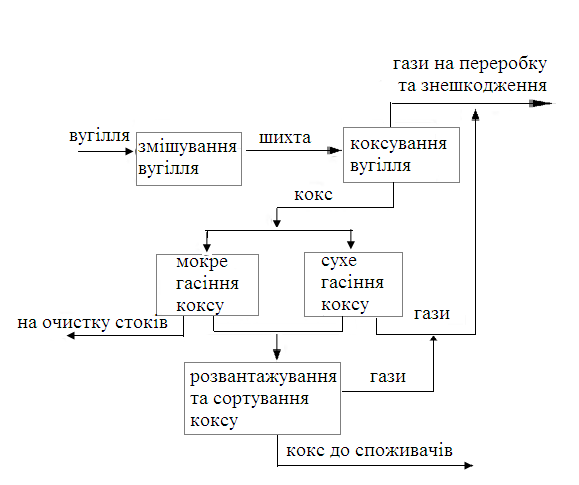 гази на переробку
та знешкодження
вугілля
змішування
вугілля
шихта
коксування
вугілля
кокс
мокре
гасіння
коксу
сухе
гасіння
коксу
на очистку стоків
гази
розвантажування
та сортування
коксу
гази
кокс до споживачів